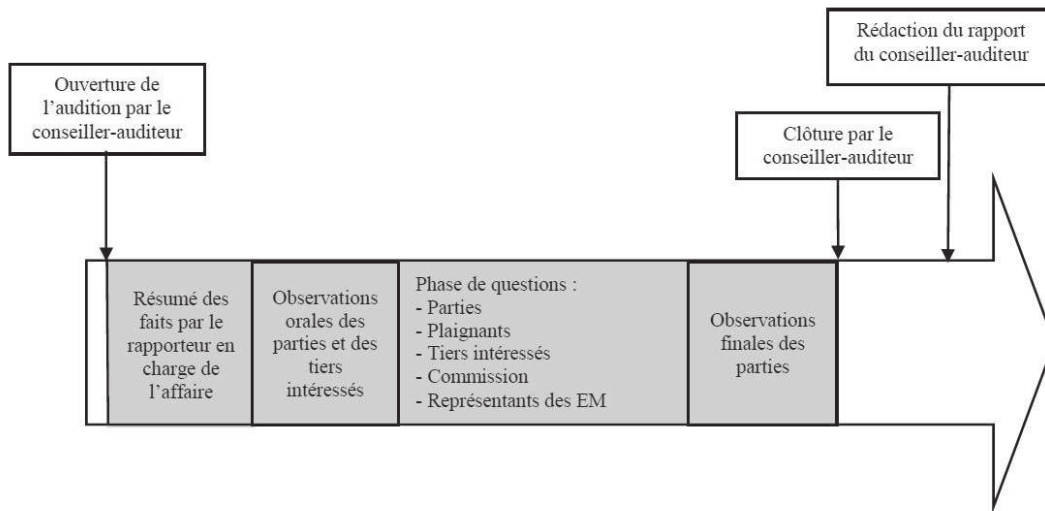 Rédaction du rapport
du conseiller-auditeur
Ouverture de
l'audition par le
conseiller-auditeur
Clôture par le
conseiller-auditeur
Résumé des
faits par le
rapporteur en
charge de
l'affaire
Observations
orales des
parties et des
tiers
intéressés
Phase de questions :
- Parties
- Plaignants
- Tiers intéressés
- Commission
- Représentants des EM
Observations
finales des
parties